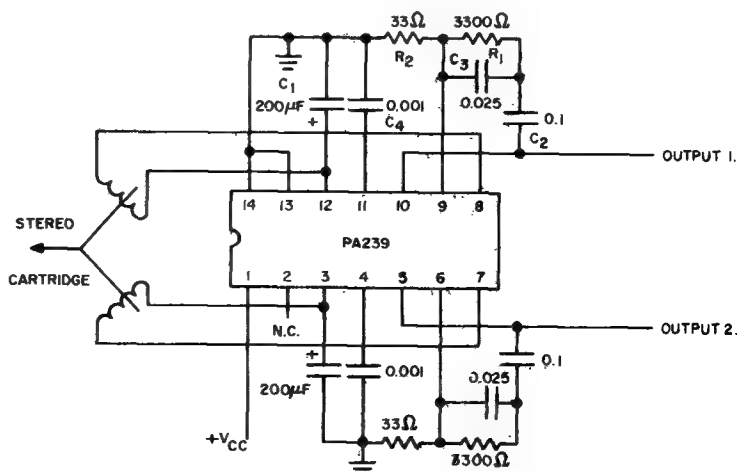 33Ω 3300Ω
R2 C3 R1
C1
200μF 0.001 0.025
+ C4 0.1
C2
OUTPUT 1.
14 13 12 11 10 9 8
STEREO
PA239
CARTRIDGE
1 2 3 4 5 6 7
N.C.
OUTPUT 2.
+ 0.001 0.025 0.1
200μF
+VCC 33Ω 3300Ω